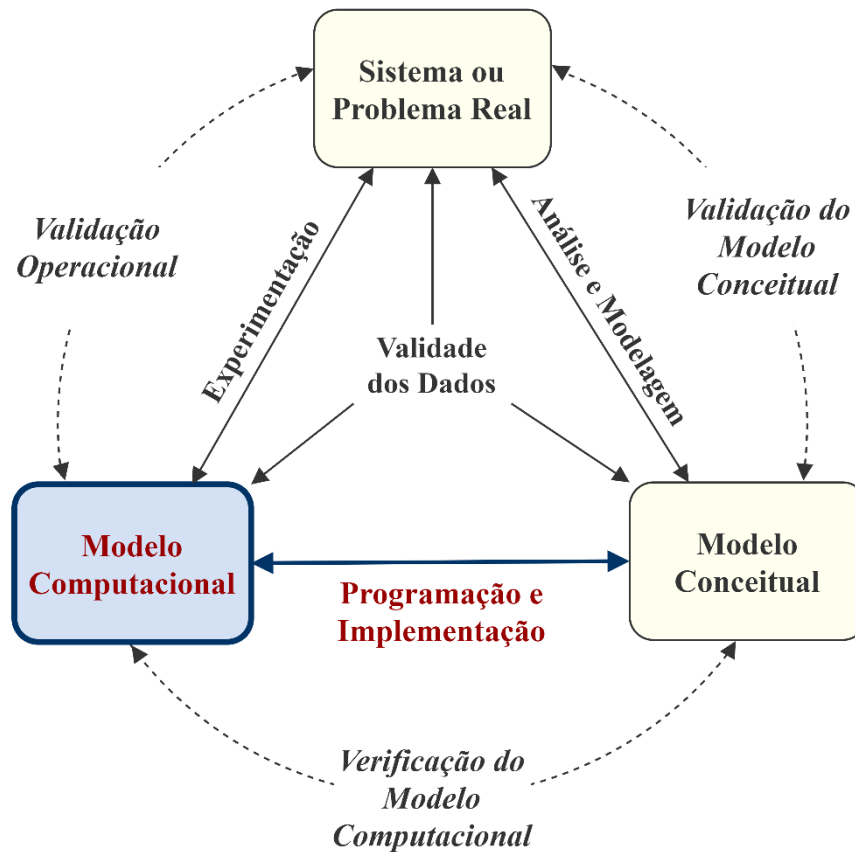 Sistema ou
Problema Real
Validação
Operacional
Experimentação
Validade
dos Dados
Análise e Modelagem
Validação do
Modelo
Conceitual
Modelo
Computacional
Programação e
Implementação
Modelo
Conceitual
Verificação do
Modelo
Computacional